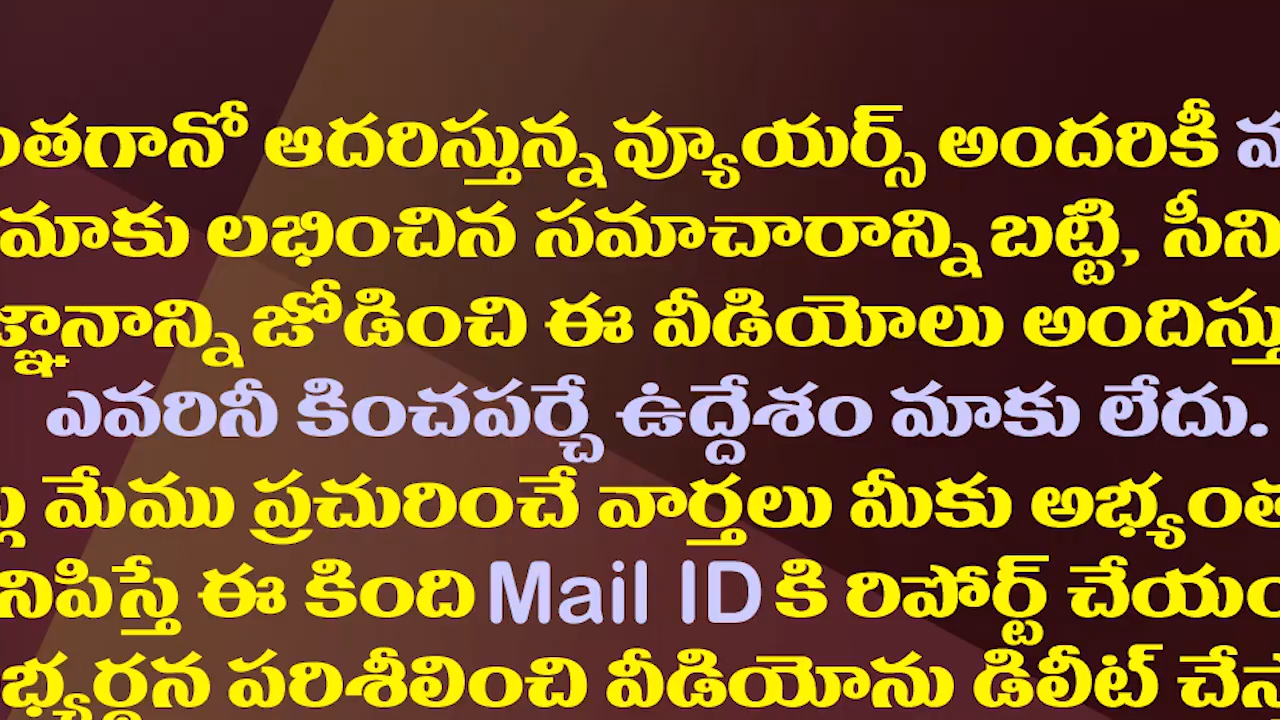 ఆదరిస్తున్న వ్యూయర్స్ అందరికీ
మాకు లభించిన సమాచారాన్ని బట్టి,
జోడించి ఈ వీడియోలు
ఎవరినీ కించపర్చే ఉద్దేశం మాకు లేదు.
మేము ప్రచురించే వార్తలు మీకు
ఈ కింది Mail ID కి రిపోర్ట్
పరిశీలించి వీడియోను డిలీట్